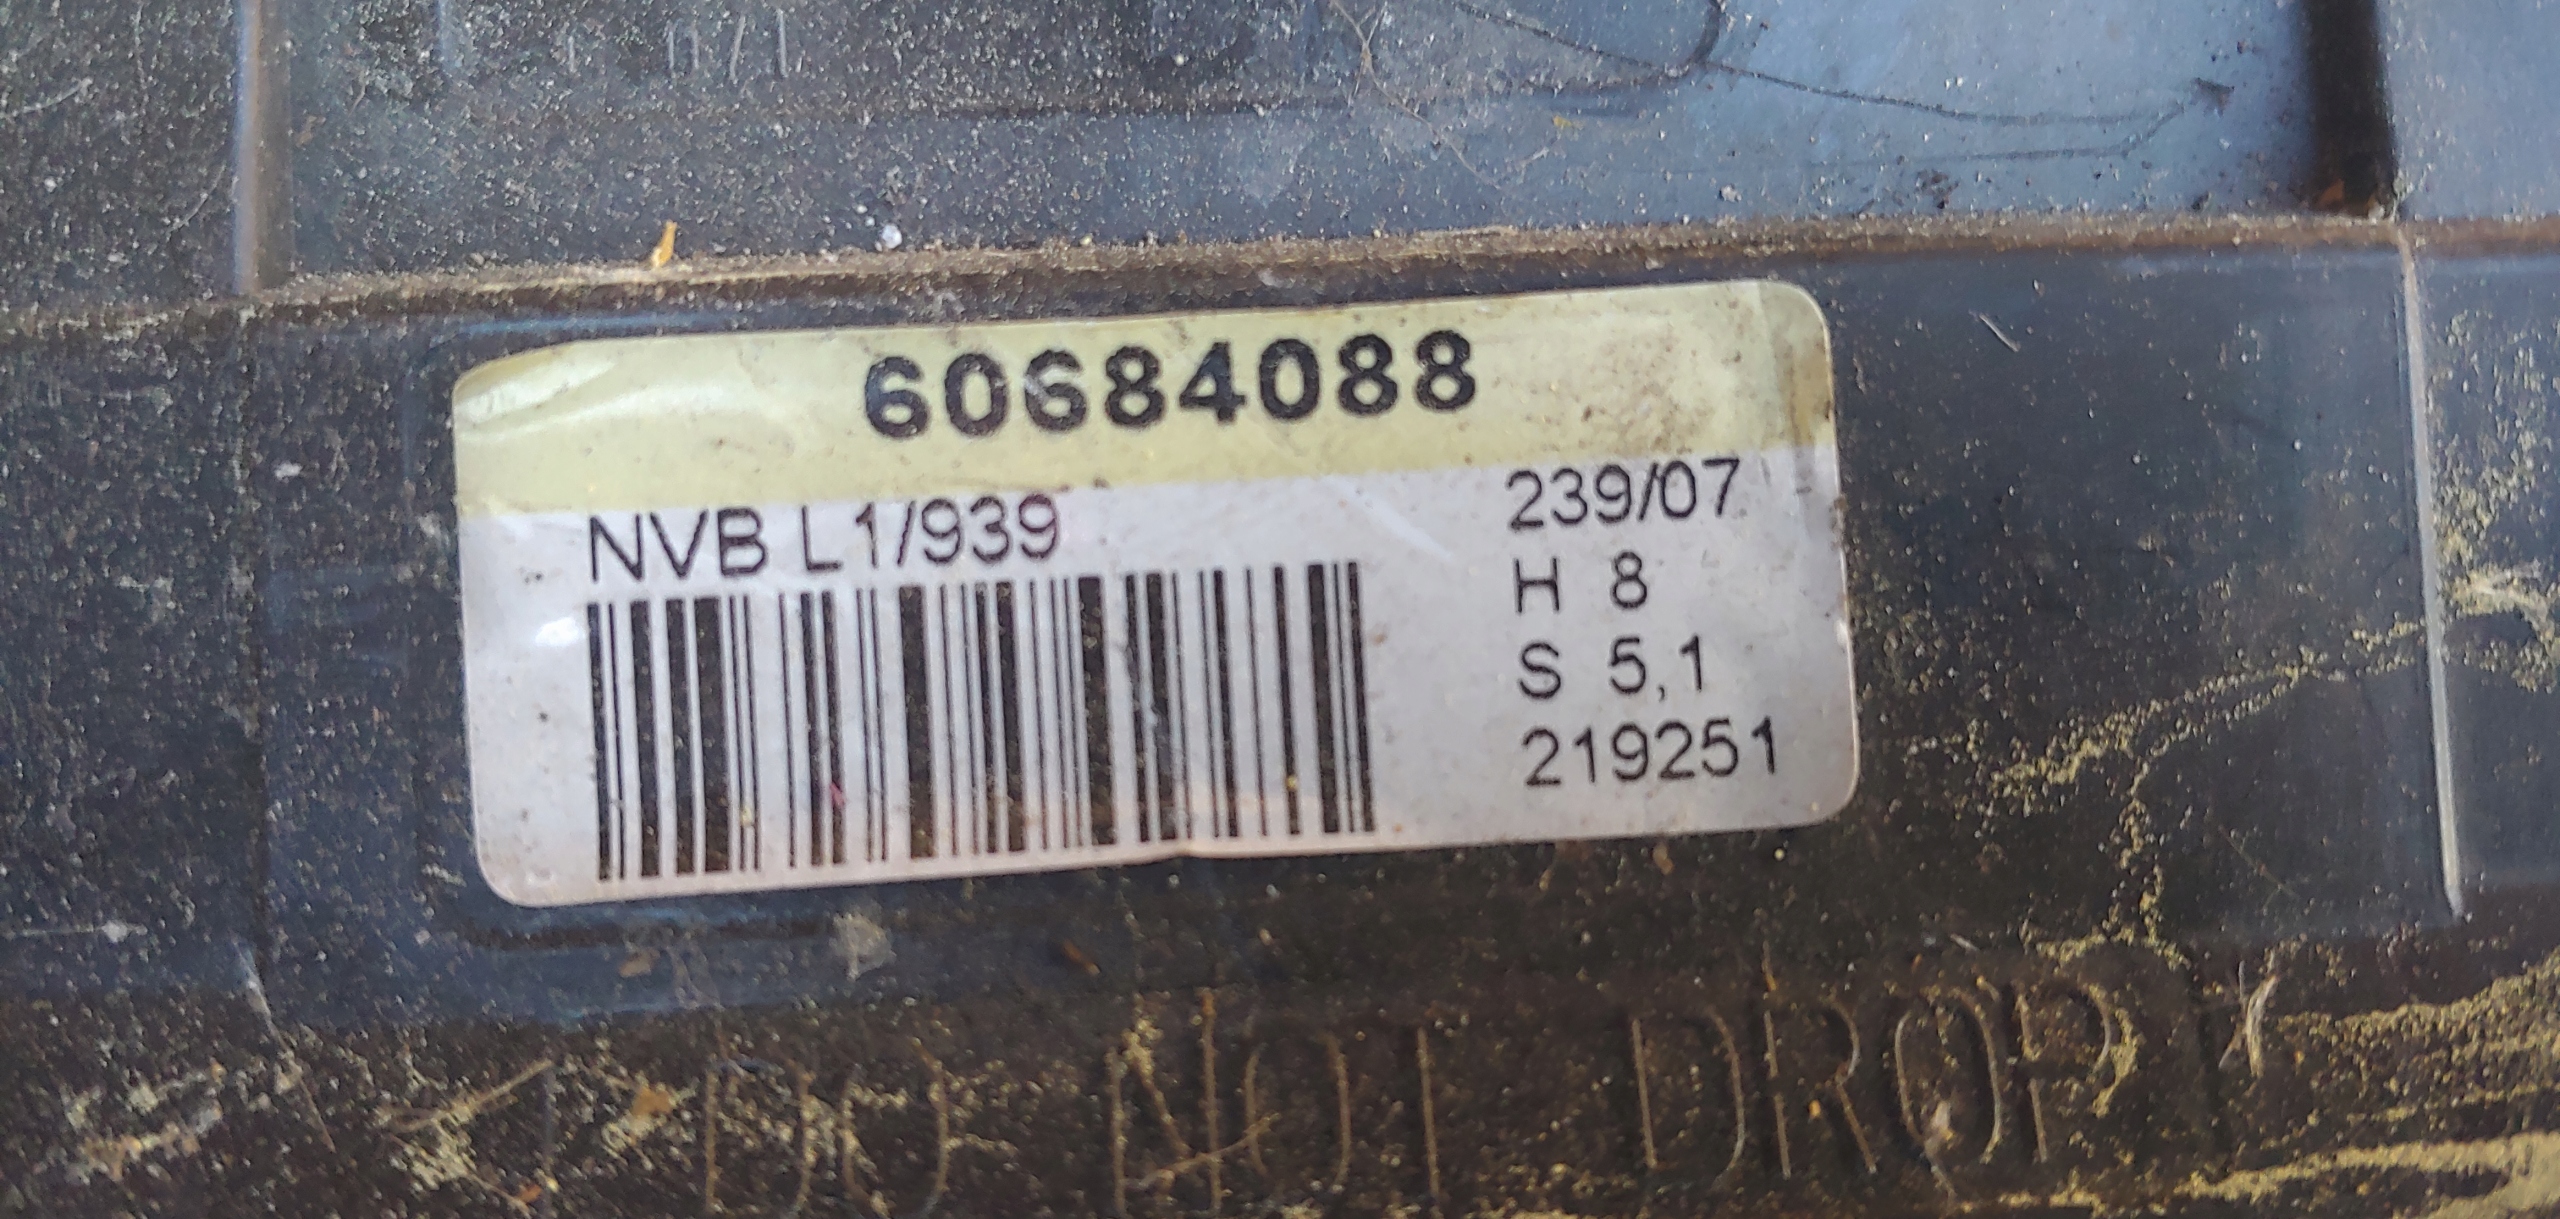 60684088
NVB L1/939
239/07
H 8
S 5,1
219251
DO NOT DROP